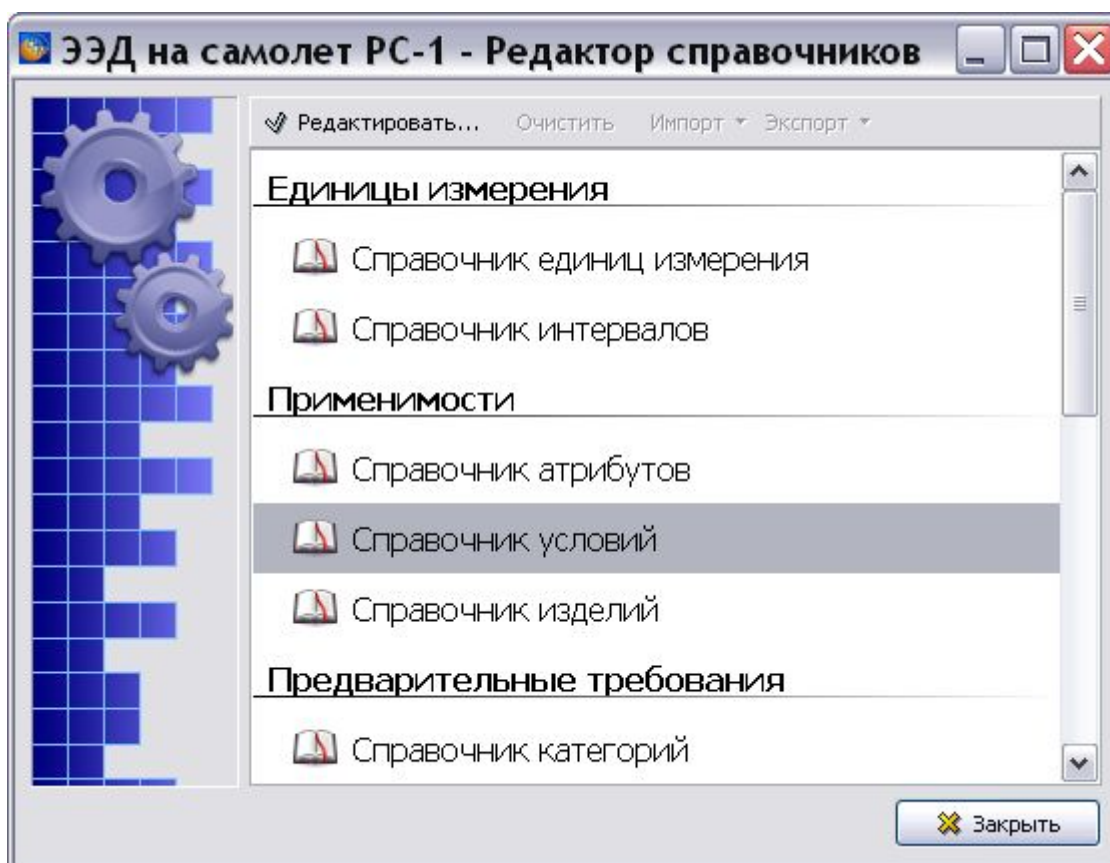 ЭЭД на самолет РС-1 - Редактор справочников
Редактировать... Очистить Импорт Экспорт
Единицы измерения
Справочник единиц измерения
Справочник интервалов
Применимости
Справочник атрибутов
Справочник условий
Справочник изделий
Предварительные требования
Справочник категорий
Закрыть